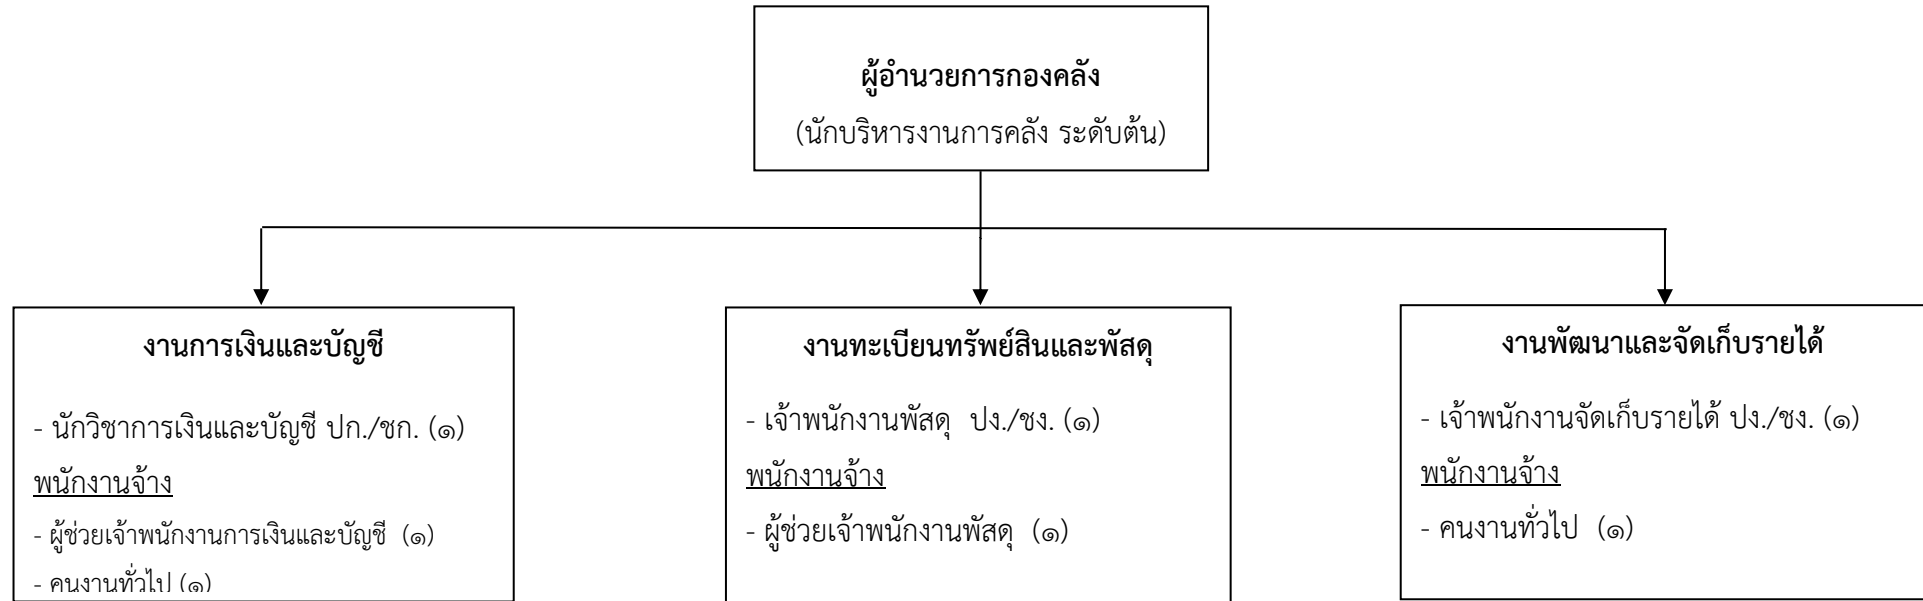 ผู้อำนวยการกองคลัง
(นักบริหารงานการคลัง ระดับต้น)
งานการเงินและบัญชี
- นักวิชาการเงินและบัญชี ปก./ชก. (๑)
พนักงานจ้าง
- ผู้ช่วยเจ้าพนักงานการเงินและบัญชี (๑)
- คนงานทั่วไป (๑)
งานทะเบียนทรัพย์สินและพัสดุ
- เจ้าพนักงานพัสดุ ปง./ชง. (๑)
พนักงานจ้าง
- ผู้ช่วยเจ้าพนักงานพัสดุ (๑)
งานพัฒนาและจัดเก็บรายได้
- เจ้าพนักงานจัดเก็บรายได้ ปง./ชง. (๑)
พนักงานจ้าง
- คนงานทั่วไป (๑)